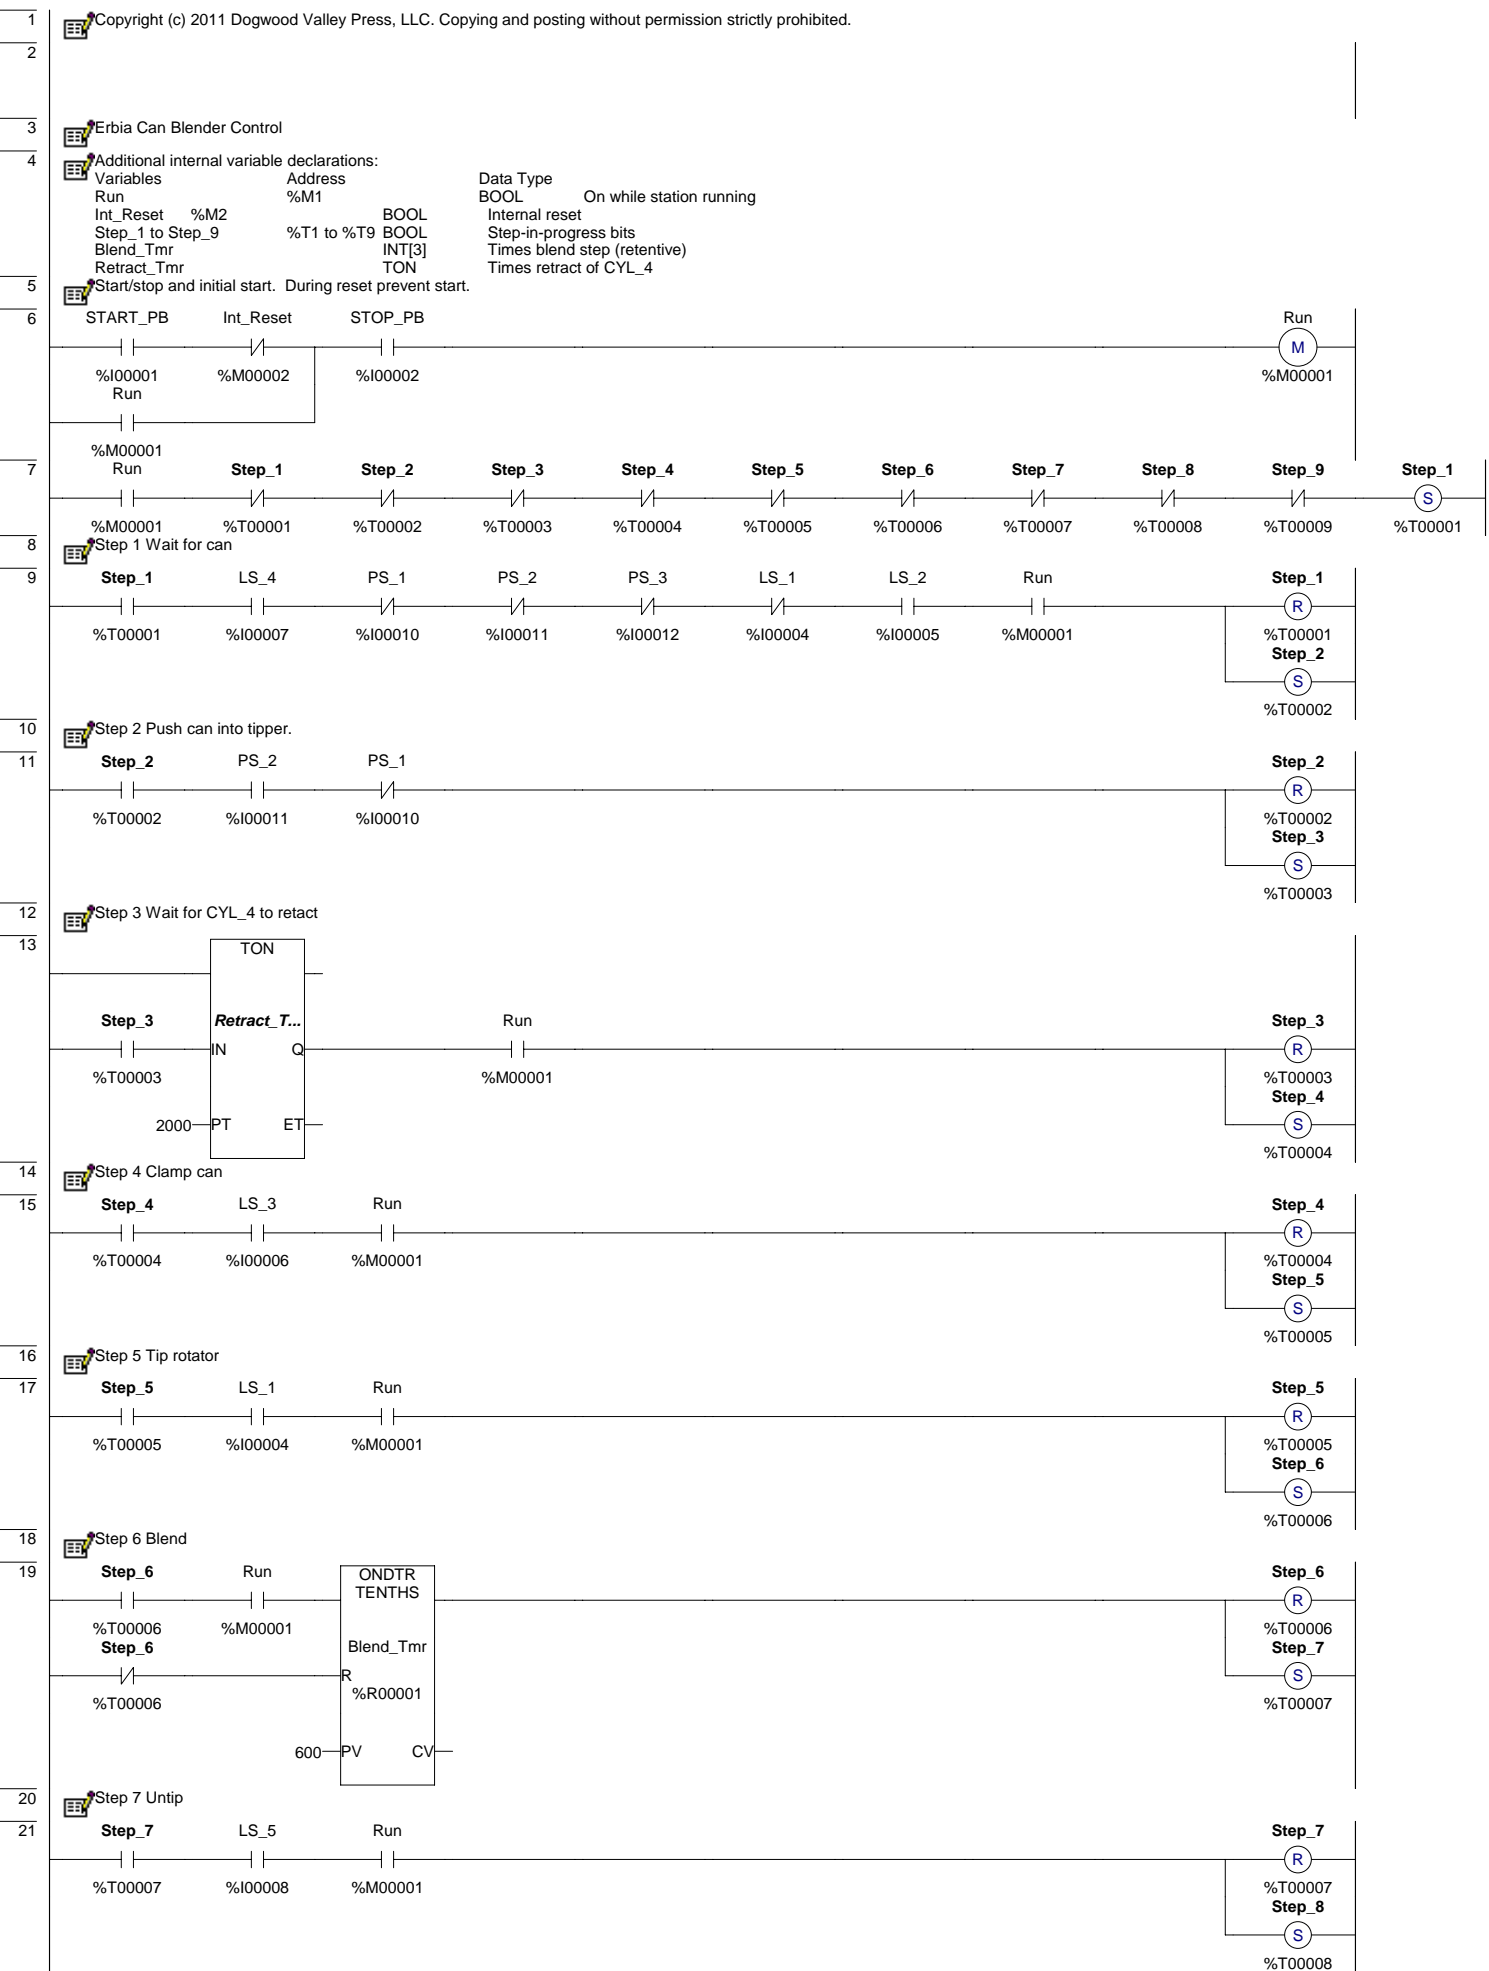 1 Copyright (c) 2011 Dogwood Valley Press, LLC. Copying and posting without permission strictly prohibited.
2
3 Erbia Can Blender Control
4 Additional internal variable declarations:
Variables Address Data Type
Run %M1 BOOL On while station running
Int_Reset %M2 BOOL Internal reset
Step_1 to Step_9 %T1 to %T9 BOOL Step-in-progress bits
Blend_Tmr INT[3] Times blend step (retentive)
Retract_Tmr TON Times retract of CYL_4
5 Start/stop and initial start. During reset prevent start.
6 START_PB Int_Reset STOP_PB Run
M
%I00001 %M00002 %I00002 %M00001
Run
%M00001
7 Run Step_1 Step_2 Step_3 Step_4 Step_5 Step_6 Step_7 Step_8 Step_9 Step_1
S
%M00001 %T00001 %T00002 %T00003 %T00004 %T00005 %T00006 %T00007 %T00008 %T00009 %T00001
8 Step 1 Wait for can
9 Step_1 LS_4 PS_1 PS_2 PS_3 LS_1 LS_2 Run Step_1
R
%T00001 %I00007 %I00010 %I00011 %I00012 %I00004 %I00005 %M00001 %T00001
Step_2
S
%T00002
10 Step 2 Push can into tipper.
11 Step_2 PS_2 PS_1 Step_2
R
%T00002 %I00011 %I00010 %T00002
Step_3
S
%T00003
12 Step 3 Wait for CYL_4 to retact
13 TON
Step_3 Retract_T... Run Step_3
IN Q R
%T00003 %M00001 %T00003
Step_4
2000 PT ET S
%T00004
14 Step 4 Clamp can
15 Step_4 LS_3 Run Step_4
R
%T00004 %I00006 %M00001 %T00004
Step_5
S
%T00005
16 Step 5 Tip rotator
17 Step_5 LS_1 Run Step_5
R
%T00005 %I00004 %M00001 %T00005
Step_6
S
%T00006
18 Step 6 Blend
19 Step_6 Run ONDTR Step_6
TENTHS R
%T00006 %M00001 %T00006
Step_6 Blend_Tmr Step_7
R S
%T00006 %R00001 %T00007
600 PV CV
20 Step 7 Untip
21 Step_7 LS_5 Run Step_7
R
%T00007 %I00008 %M00001 %T00007
Step_8
S
%T00008